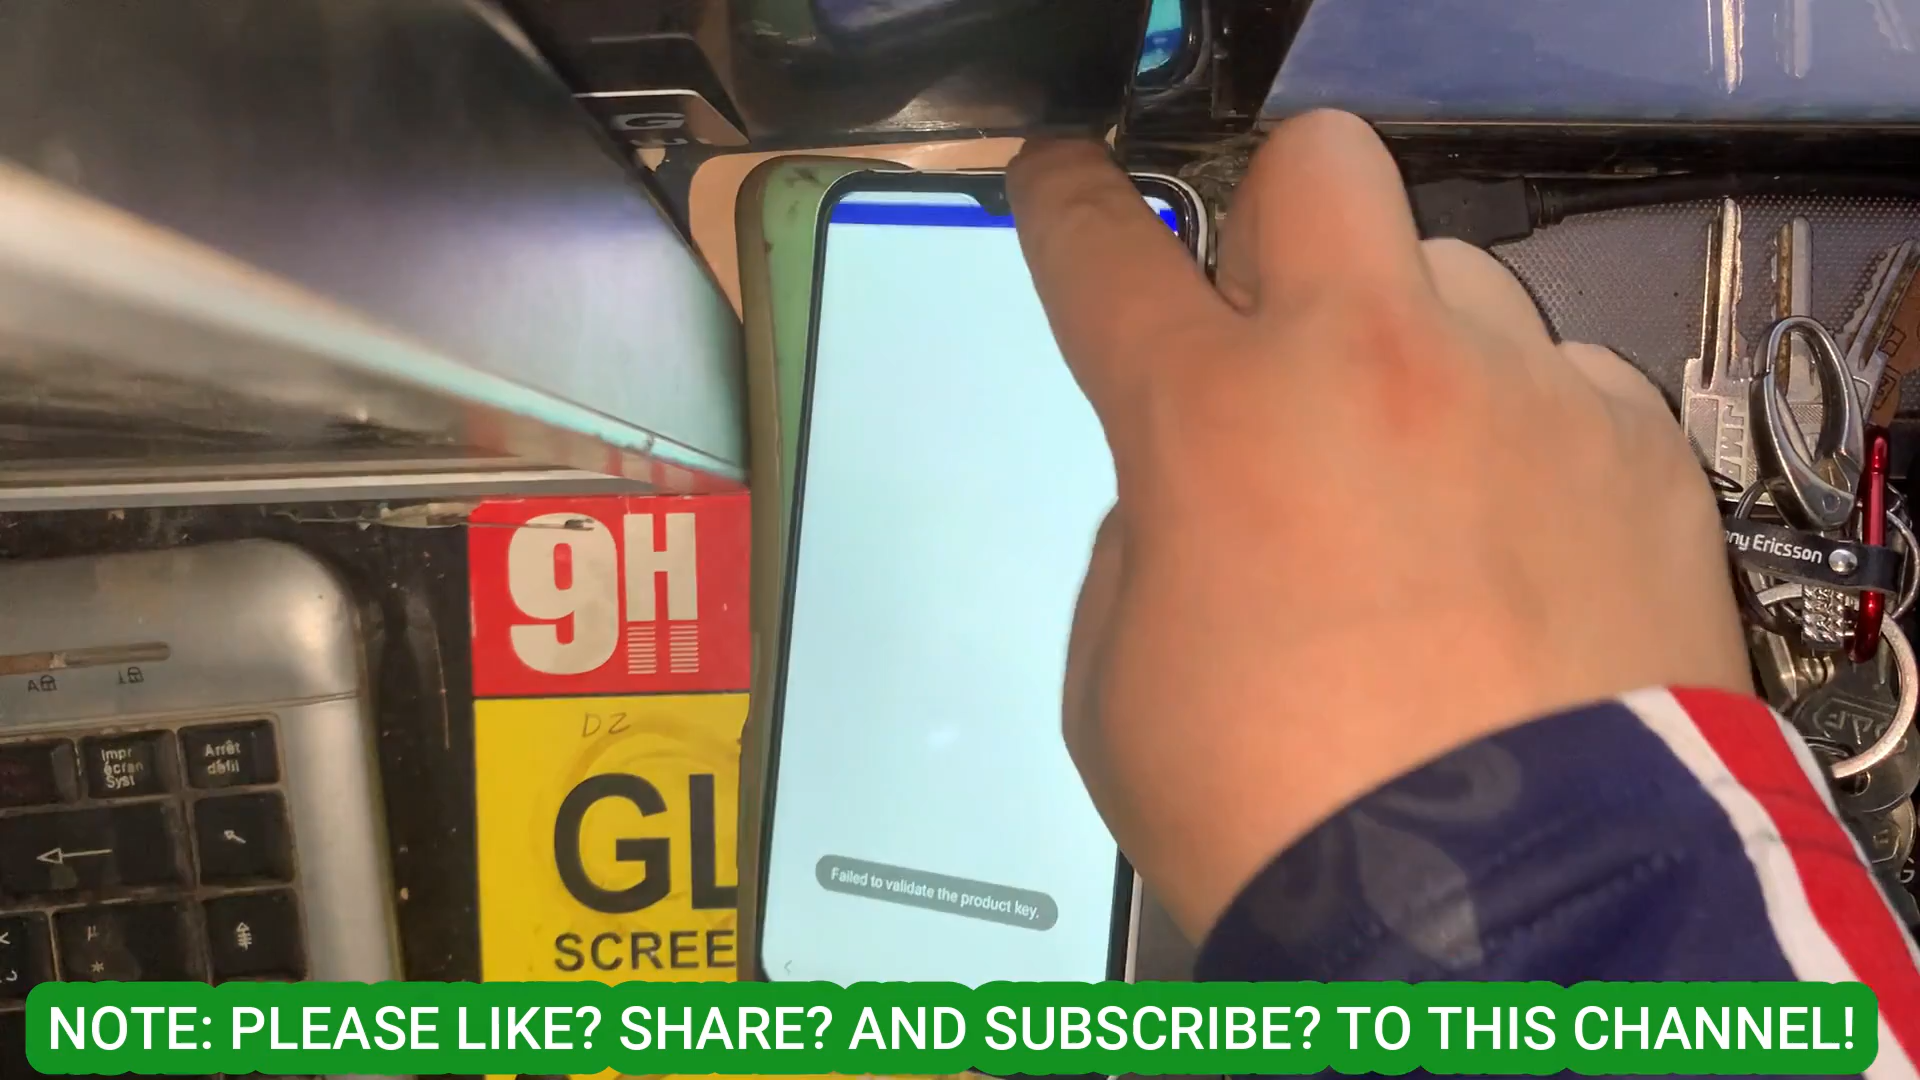 G
9H
DZ
GL
SCREE
ny Ericsson
A
Impr
écran
Syst
Arrêt
défil
*
Failed to validate the product key.
NOTE: PLEASE LIKE? SHARE? AND SUBSCRIBE? TO THIS CHANNEL!